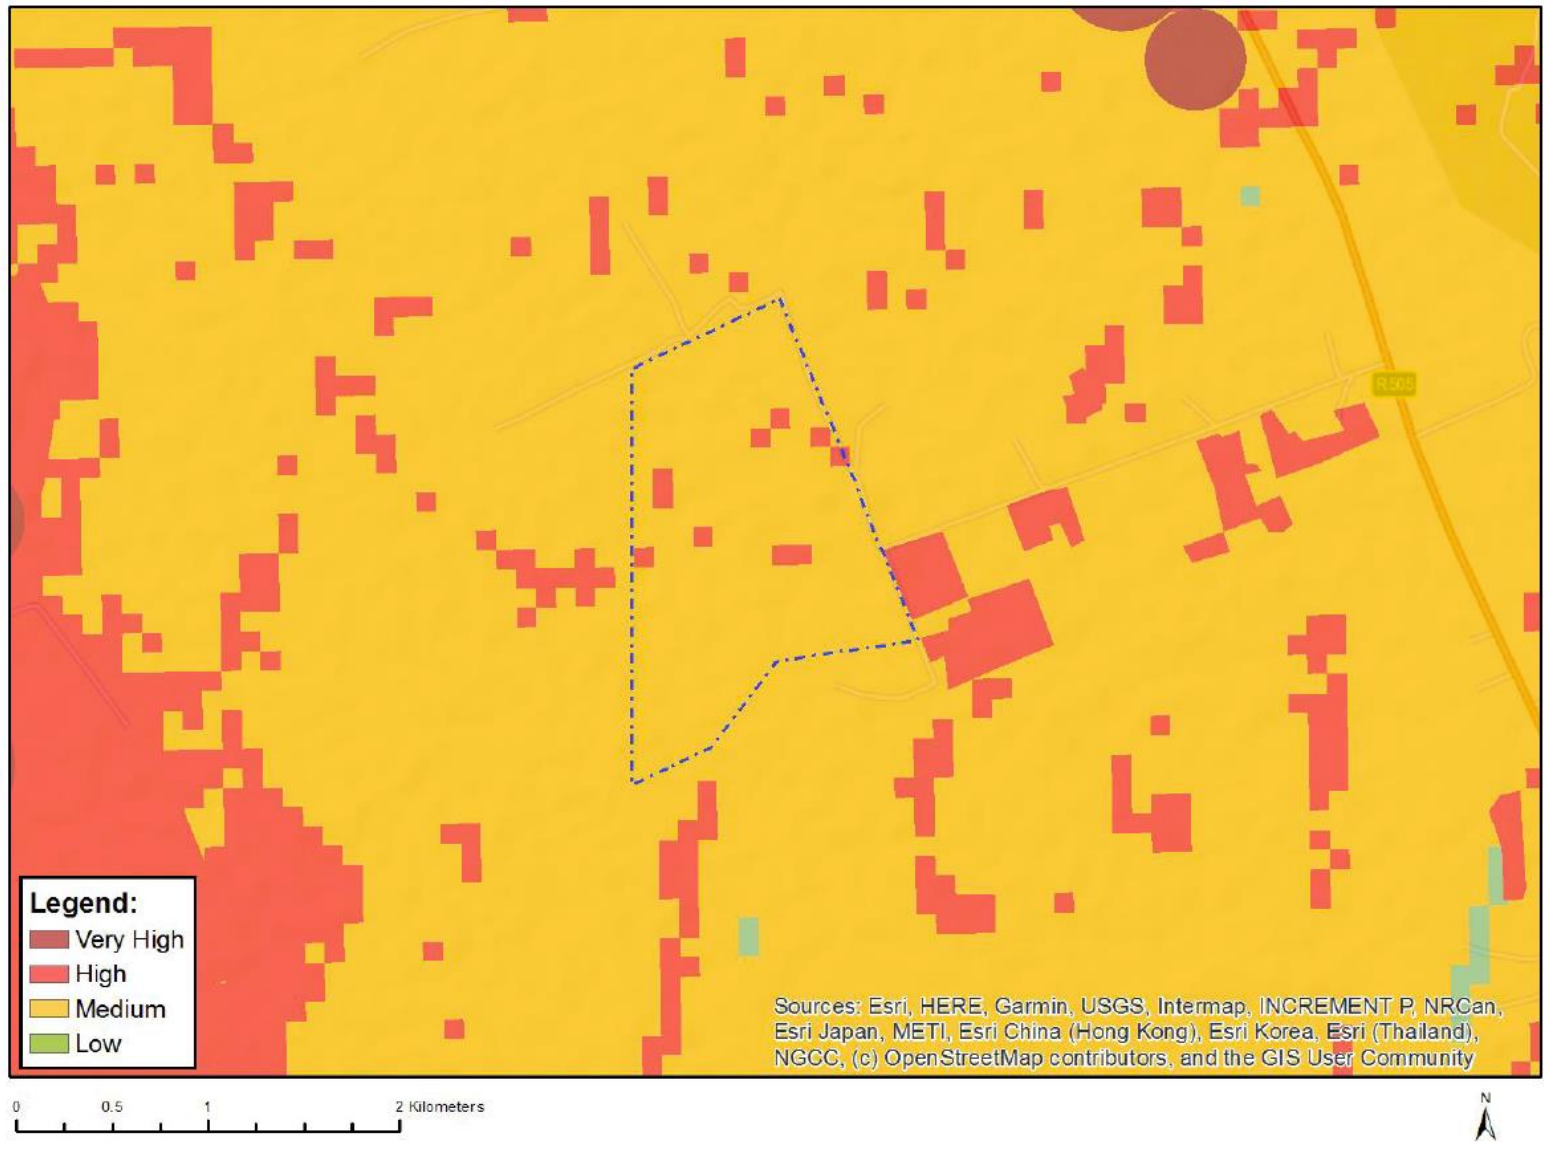 R505
Legend:
Very High
High
Medium
Low
Sources: Esri, HERE, Garmin, USGS, Intermap, INCREMENT P, NRCan,
Esri Japan, METI, Esri China (Hong Kong), Esri Korea, Esri (Thailand),
NGCC, (c) OpenStreetMap contributors, and the GIS User Community
0 0.5 1 2 Kilometers
N